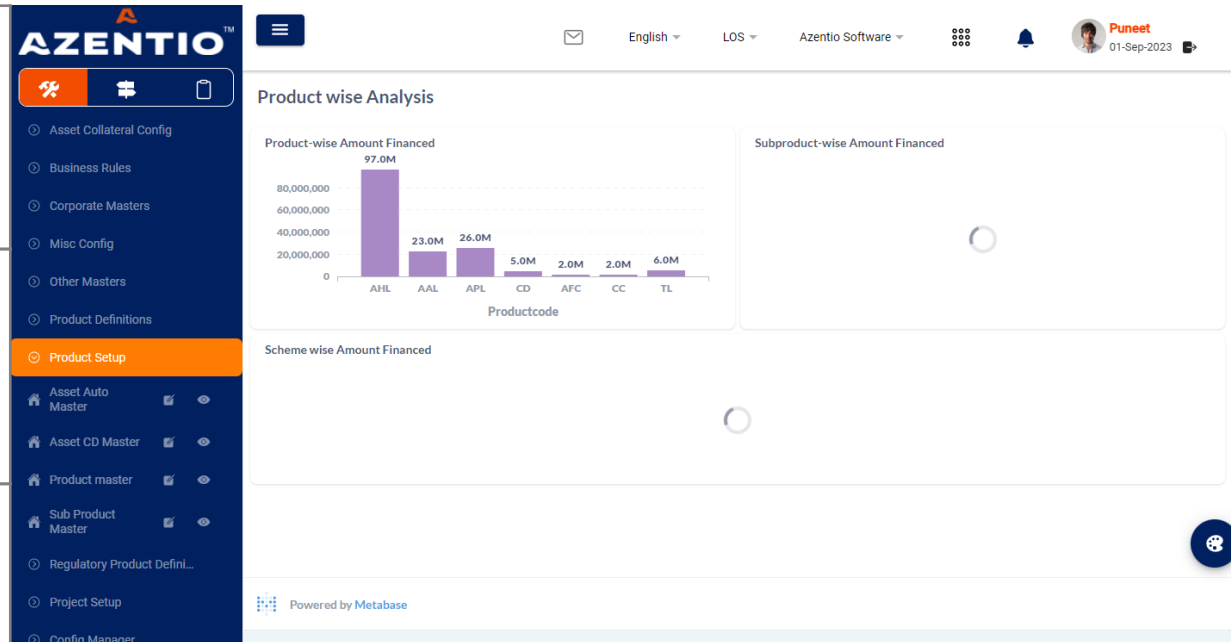 AZENTIO™
English
LOS
Azentio Software
Puneet
01-Sep-2023
Asset Collateral Config
Business Rules
Corporate Masters
Misc Config
Other Masters
Product Definitions
Product Setup
Asset Auto
Master
Asset CD Master
Product master
Sub Product
Master
Regulatory Product Defini...
Project Setup
Config Manager
Product wise Analysis
Product-wise Amount Financed
97.0M
80,000,000
60,000,000
40,000,000
20,000,000
0
23.0M
26.0M
5.0M
2.0M
2.0M
6.0M
AHL
AAL
APL
CD
AFC
CC
TL
Productcode
Subproduct-wise Amount Financed
Scheme wise Amount Financed
Powered by Metabase